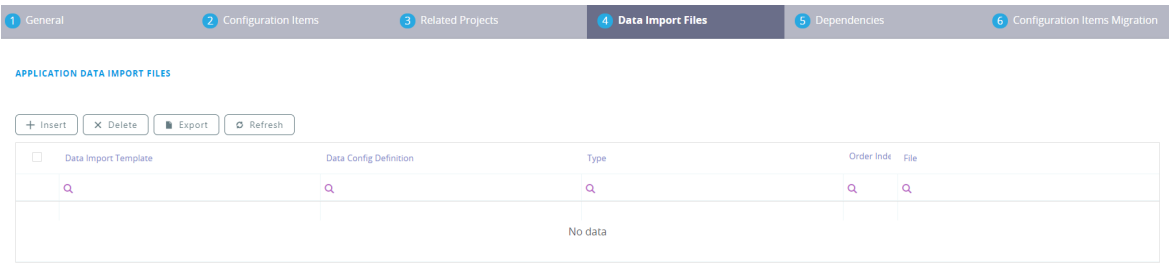 1 General 2 Configuration Items 3 Related Projects 4 Data Import Files 5 Dependencies 6 Configuration Items Migration
APPLICATION DATA IMPORT FILES
Insert Delete Export Refresh
Data Import Template Data Config Definition Type Order Inde File
No data